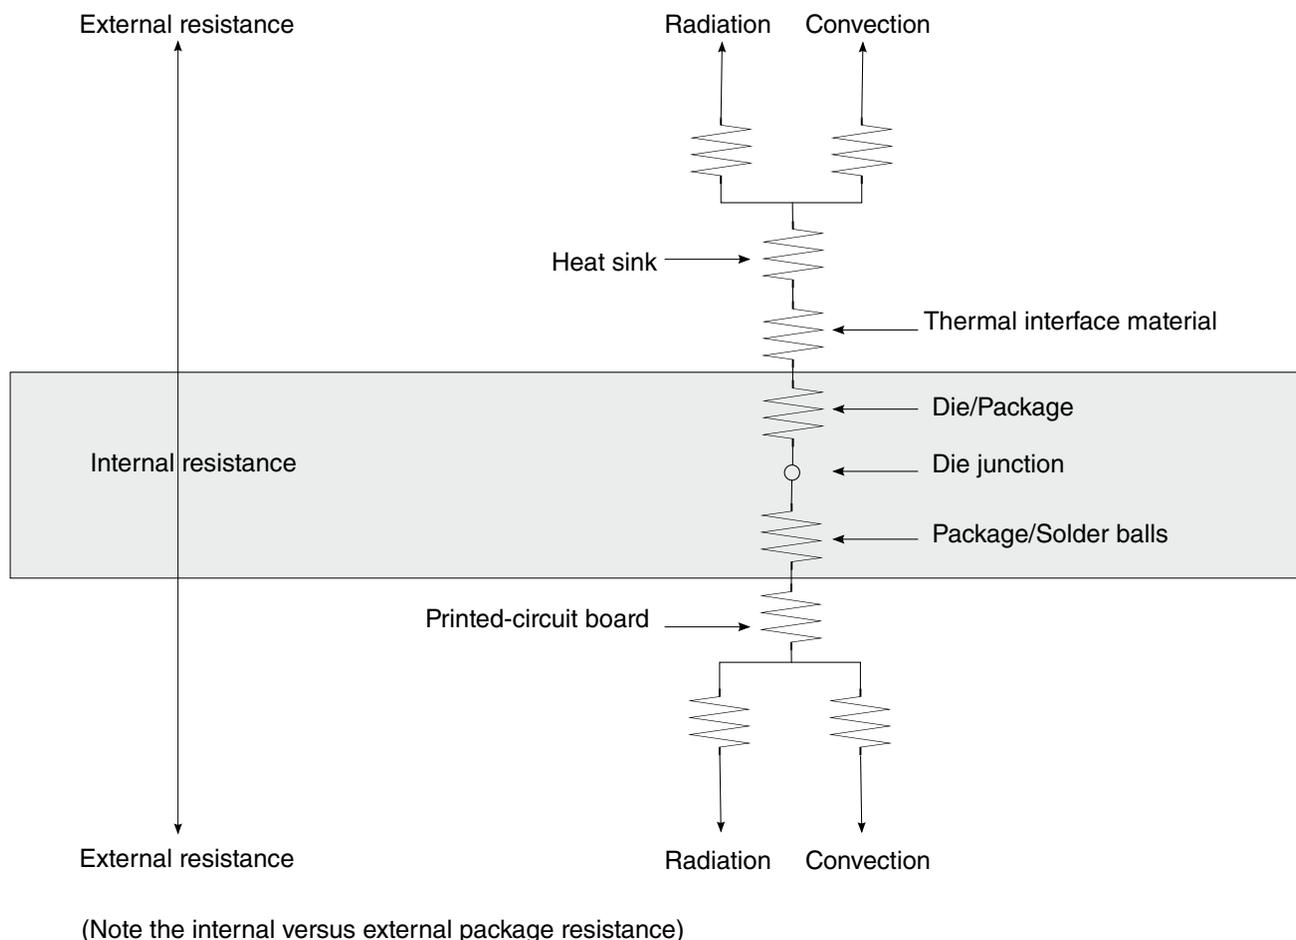 External resistance
Radiation Convection
Heat sink
Thermal interface material
Die/Package
Internal resistance
Die junction
Package/Solder balls
Printed-circuit board
External resistance
Radiation Convection
(Note the internal versus external package resistance)